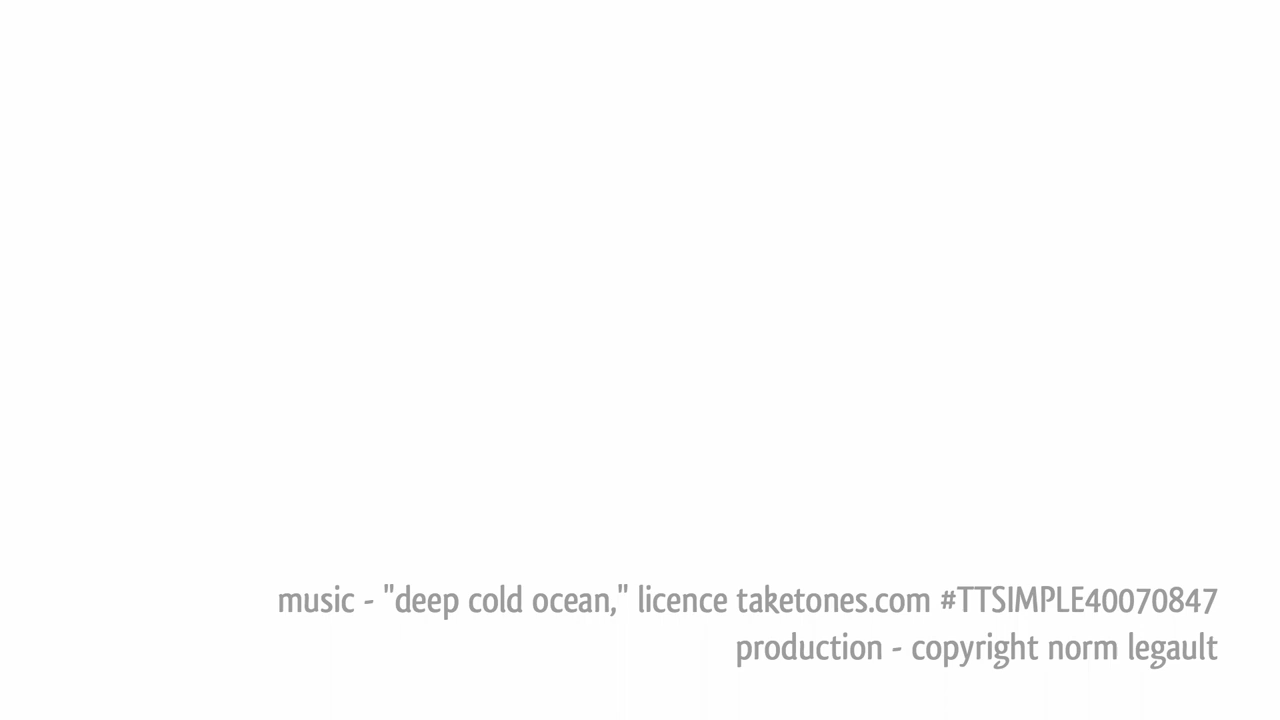 music - "deep cold ocean," licence taketones.com #TTSIMPLE40070847
production - copyright norm legault